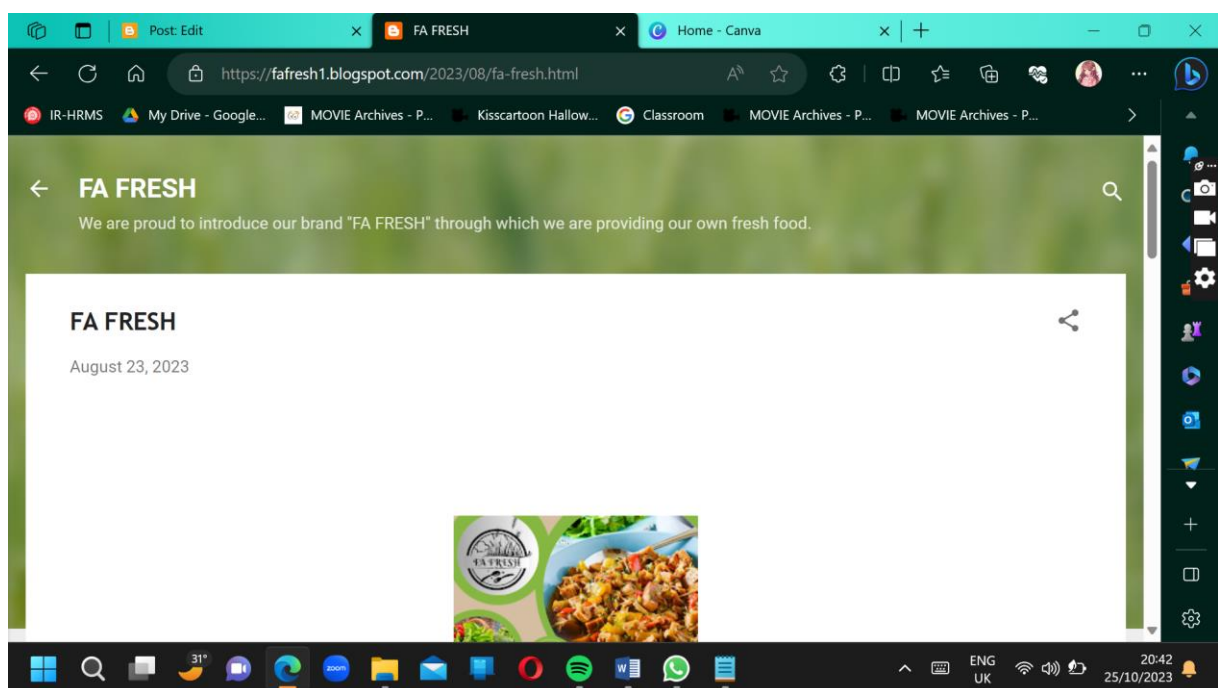 Post: Edit
FA FRESH
Home - Canva
https://fafresh1.blogspot.com/2023/08/fa-fresh.html
IR-HRMS
My Drive - Google...
MOVIE Archives - P...
Kisscartoon Hallow...
Classroom
MOVIE Archives - P...
MOVIE Archives - P...
FA FRESH
We are proud to introduce our brand "FA FRESH" through which we are providing our own fresh food.
FA FRESH
August 23, 2023
FA FRESH
31°
zoom
ENG
UK
20:42
25/10/2023